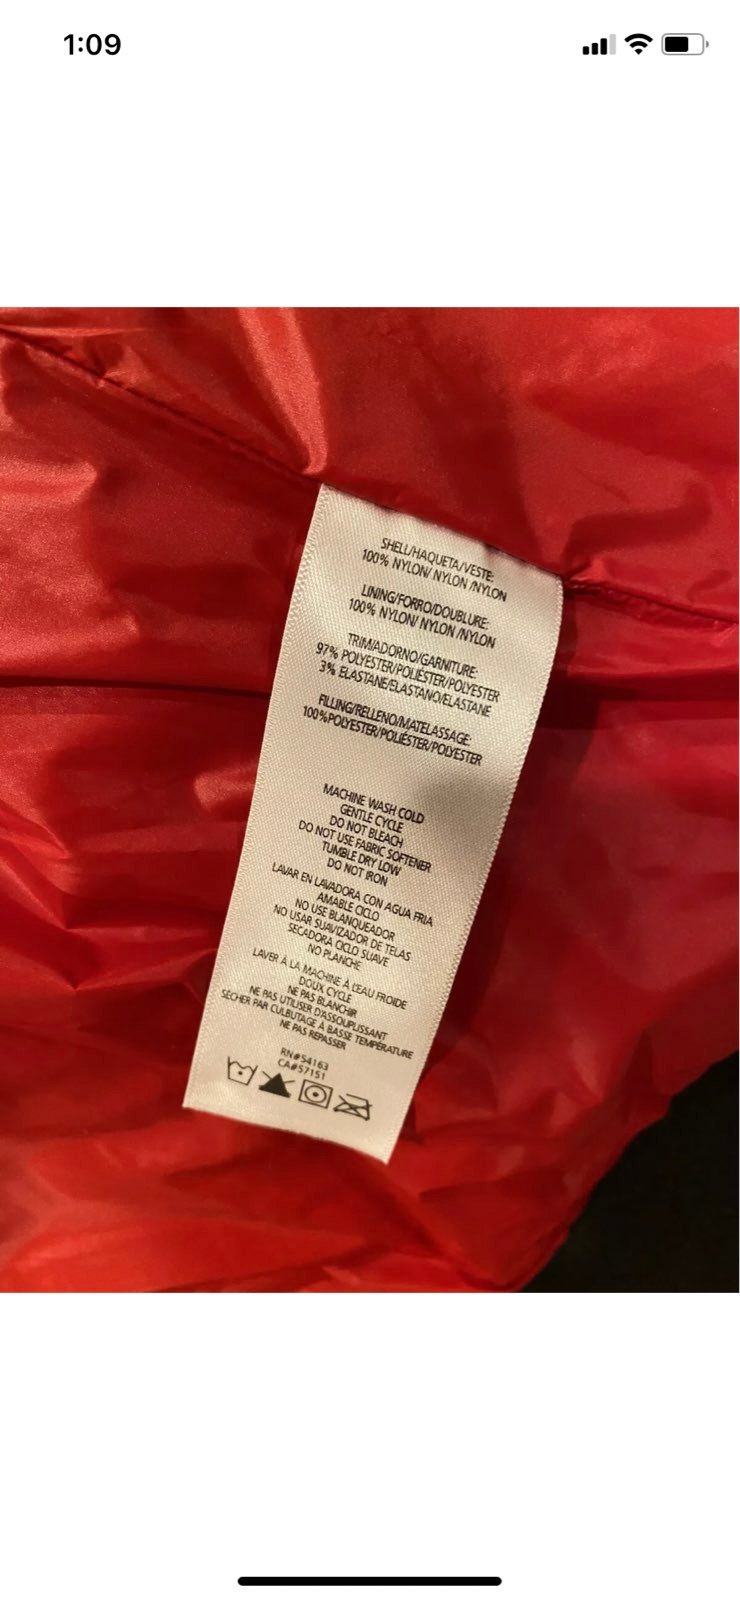 1:09
SHELL/HAQUETA/VESTE:
100% NYLON/ NYLON /NYLON
LINING/FORRO/DOUBLURE:
100% NYLON/ NYLON /NYLON
TRIM/ADORNO/GARNITURE:
97% POLYESTER/POLIÉSTER/POLYESTER
3% ELASTANE/ELASTANO/ELASTANE
FILLING/RELLENO/MATELASSAGE:
100%POLYESTER/POLIÉSTER/POLYESTER
MACHINE WASH COLD
GENTLE CYCLE
DO NOT BLEACH
DO NOT USE FABRIC SOFTENER
TUMBLE DRY LOW
DO NOT IRON
LAVAR EN LAVADORA CON AGUA FRIA
AMABLE CICLO
NO USE BLANQUEADOR
NO USAR SUAVIZADOR DE TELAS
SECADORA CICLO SUAVE
NO PLANCHE
LAVER À LA MACHINE À L'EAU FROIDE
DOUX CYCLE
NE PAS BLANCHIR
NE PAS UTILISER D'ASSOUPLISSANT
SÉCHER PAR CULBUTAGE À BASSE TEMPÉRATURE
NE PAS REPASSER
RN#54163
CA#57151